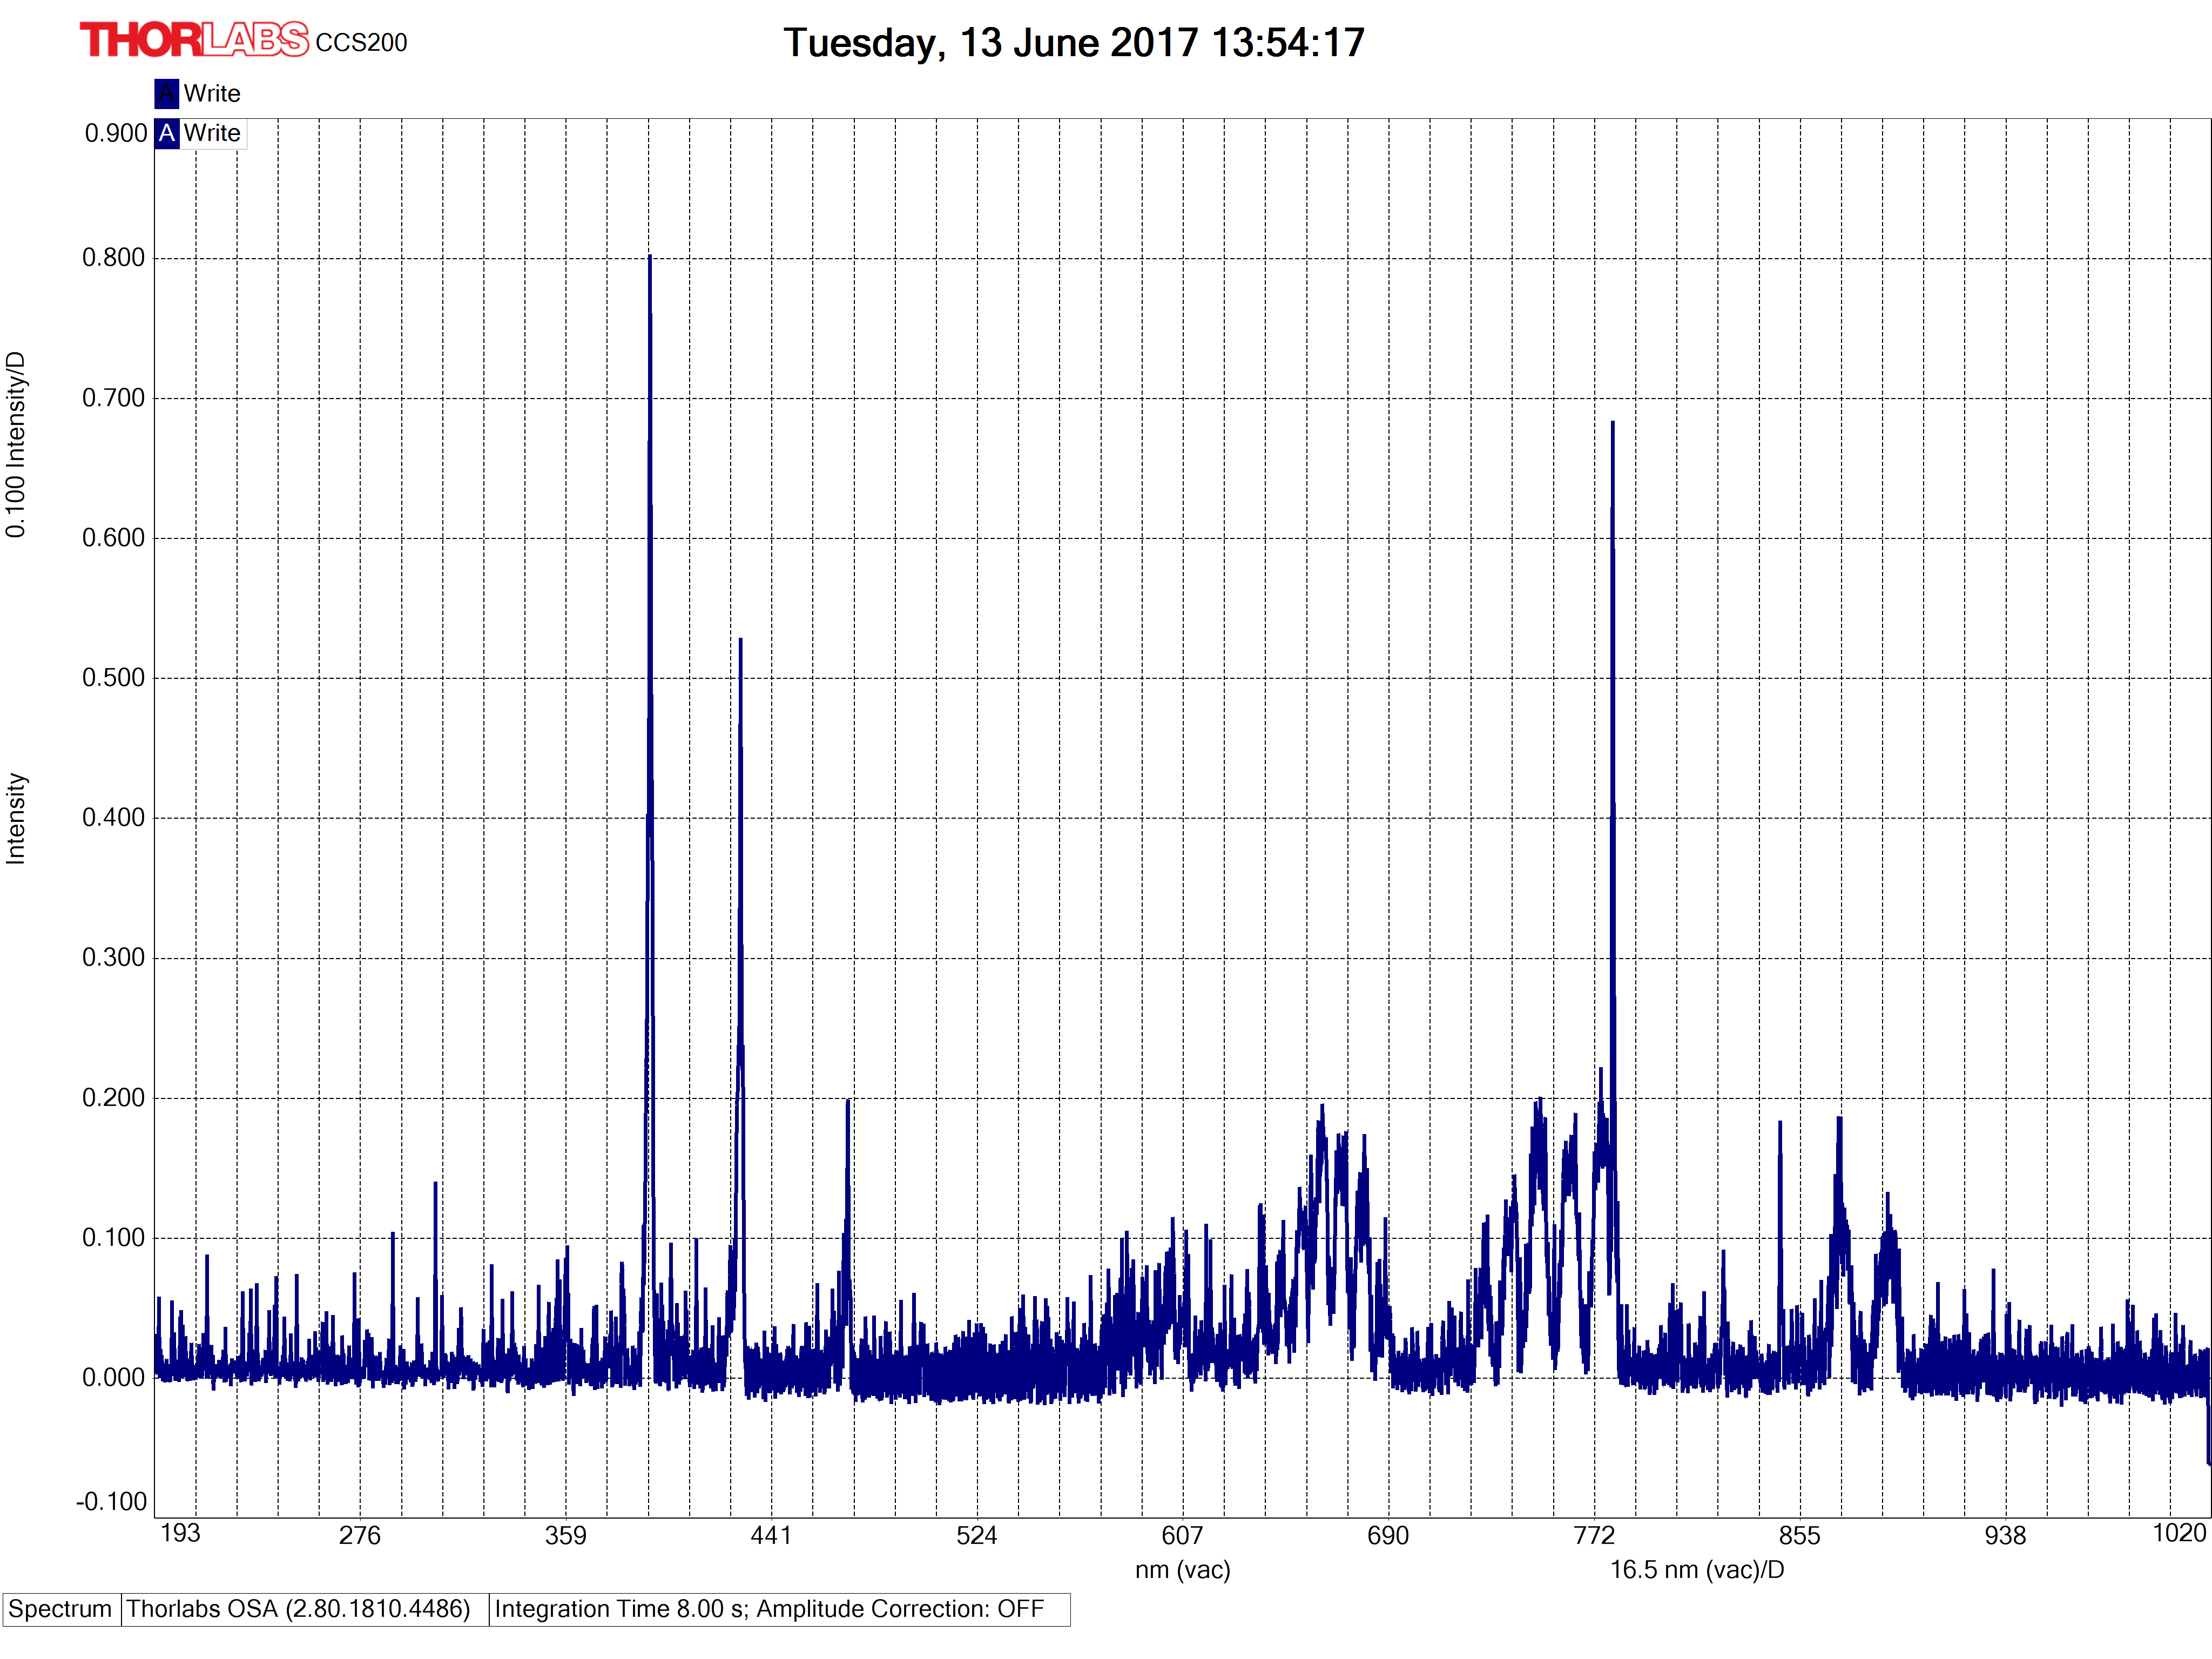 THORLABS CCS200
Tuesday, 13 June 2017 13:54:17
A Write
A Write
0.900
0.800
0.700
0.600
0.500
0.400
0.300
0.200
0.100
0.000
-0.100
0.100 Intensity/D
Intensity
193 276 359 441 524 607 690 772 855 938 1020
nm (vac) 16.5 nm (vac)/D
Spectrum Thorlabs OSA (2.80.1810.4486) Integration Time 8.00 s; Amplitude Correction: OFF